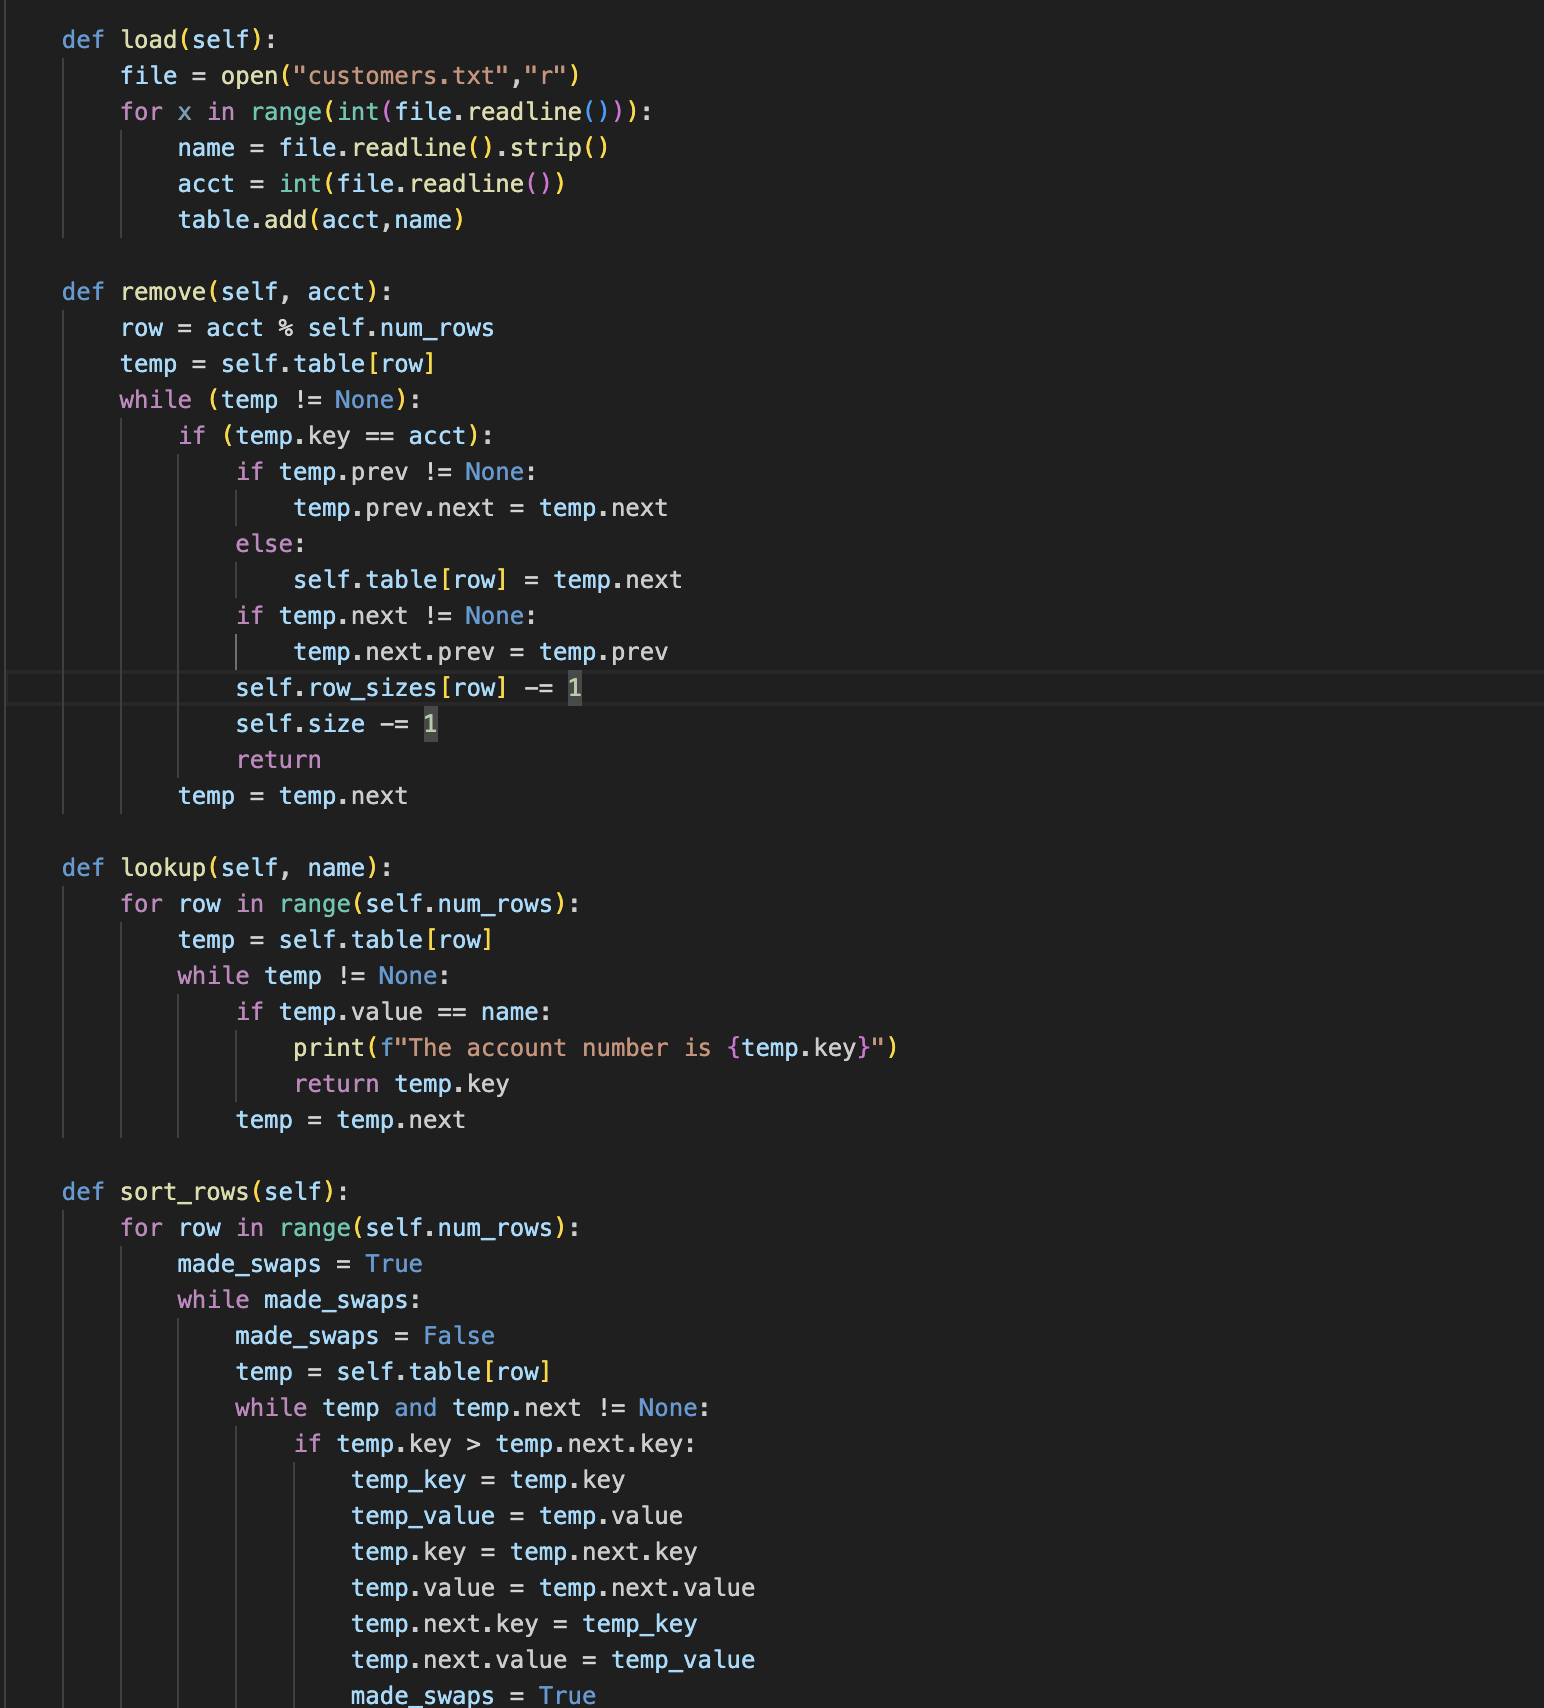 def load(self):
    file = open("customers.txt","r")
    for x in range(int(file.readline())):
        name = file.readline().strip()
        acct = int(file.readline())
        table.add(acct,name)
def remove(self, acct):
    row = acct % self.num_rows
    temp = self.table[row]
    while (temp != None):
        if (temp.key == acct):
            if temp.prev != None:
                temp.prev.next = temp.next
            else:
                self.table[row] = temp.next
            if temp.next != None:
                temp.next.prev = temp.prev
            self.row_sizes[row] -= 1
            self.size -= 1
            return
        temp = temp.next
def lookup(self, name):
    for row in range(self.num_rows):
        temp = self.table[row]
        while temp != None:
            if temp.value == name:
                print(f"The account number is {temp.key}")
                return temp.key
            temp = temp.next
def sort_rows(self):
    for row in range(self.num_rows):
        made_swaps = True
        while made_swaps:
            made_swaps = False
            temp = self.table[row]
            while temp and temp.next != None:
                if temp.key > temp.next.key:
                    temp_key = temp.key
                    temp_value = temp.value
                    temp.key = temp.next.key
                    temp.value = temp.next.value
                    temp.next.key = temp_key
                    temp.next.value = temp_value
                    made_swaps = True